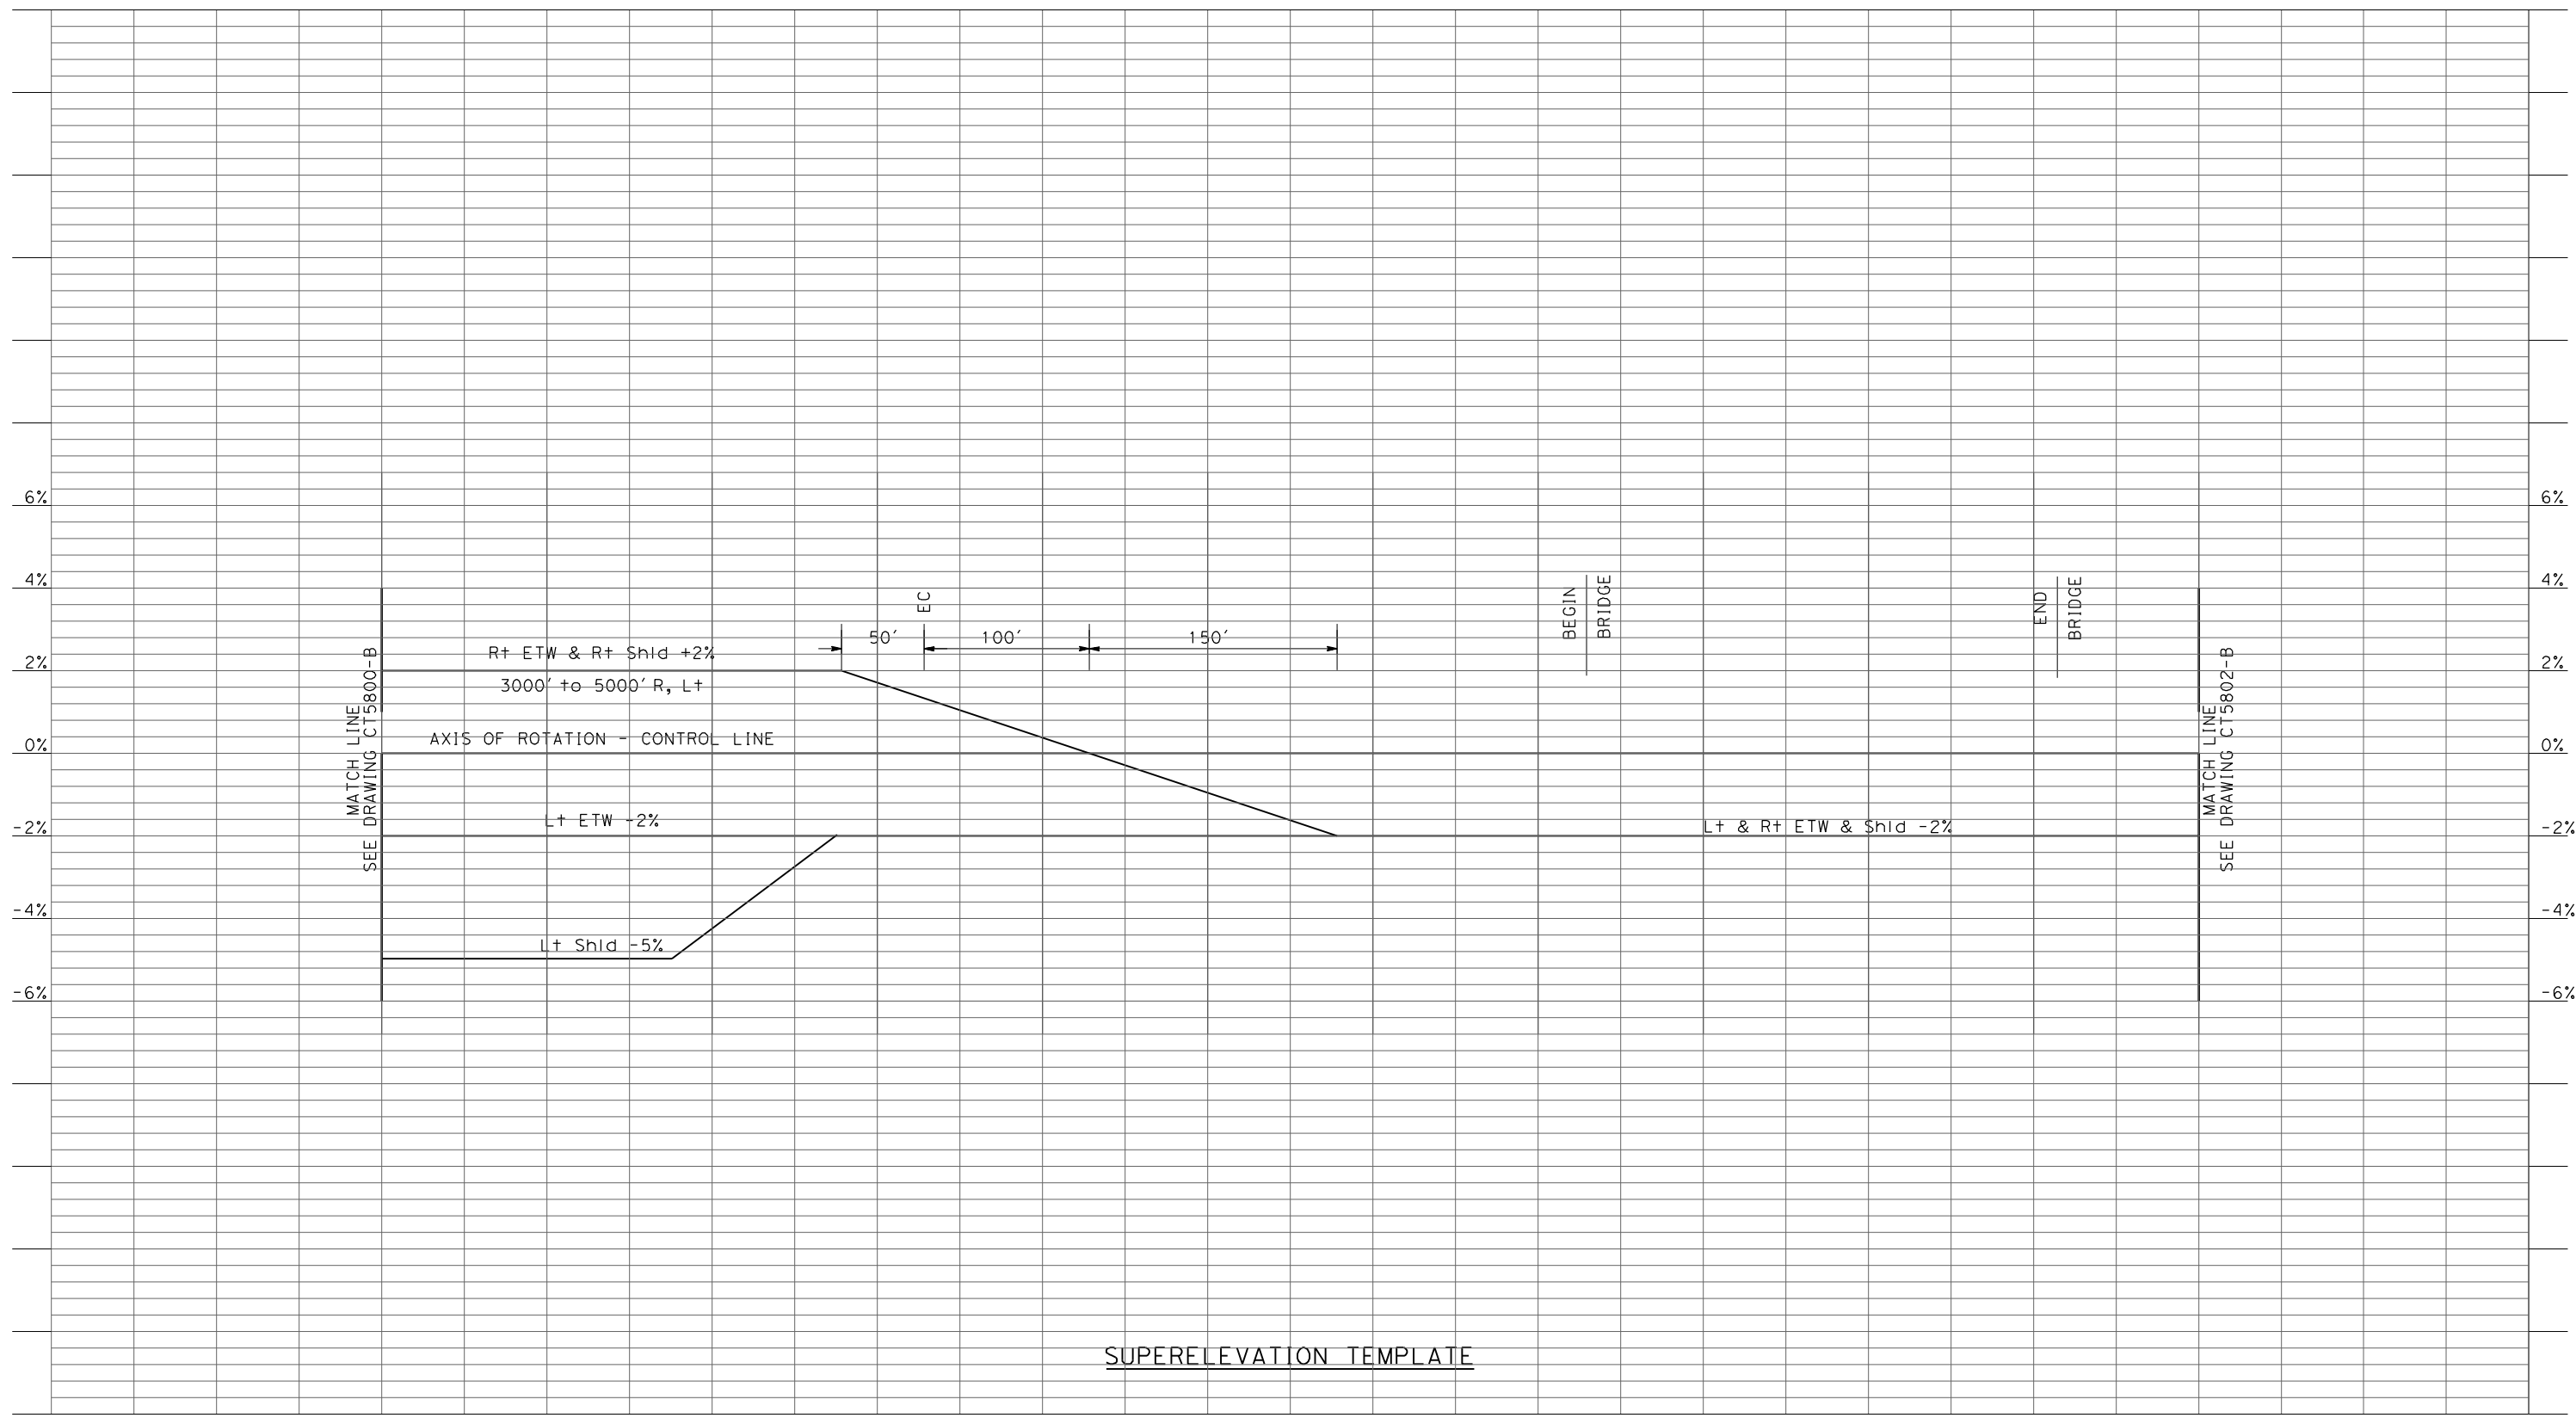 6%
6%
4%
4%
EC
BEGIN
BRIDGE
END
BRIDGE
50'
100'
150'
Rt ETW & Rt Shld +2%
2%
2%
3000' to 5000' R, Lt
MATCH LINE
SEE DRAWING CT5800-B
MATCH LINE
SEE DRAWING CT5802-B
AXIS OF ROTATION - CONTROL LINE
0%
0%
Lt ETW -2%
Lt & Rt ETW & Shld -2%
-2%
-2%
-4%
-4%
Lt Shld -5%
-6%
-6%
SUPERELEVATION TEMPLATE